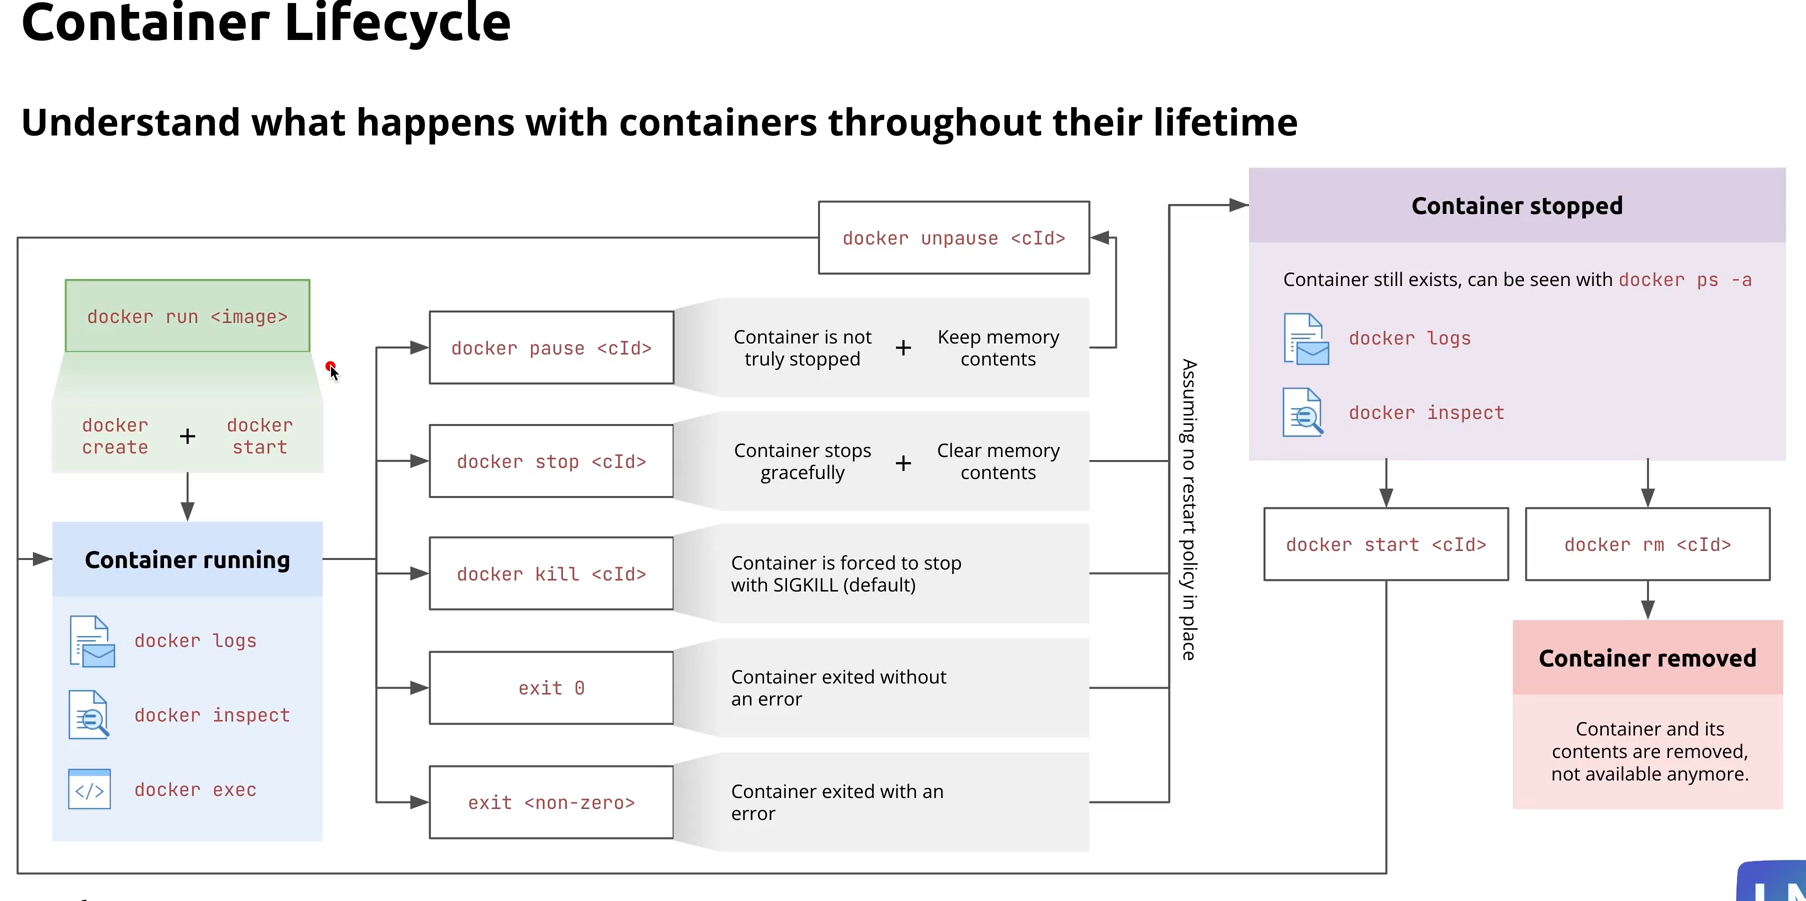 Container Lifecycle
Understand what happens with containers throughout their lifetime
docker run <image>
docker
create
+
docker
start
Container running
docker logs
docker inspect
docker exec
docker unpause <cId>
docker pause <cId>
Container is not
truly stopped
+
Keep memory
contents
docker stop <cId>
Container stops
gracefully
+
Clear memory
contents
docker kill <cId>
Container is forced to stop
with SIGKILL (default)
exit 0
Container exited without
an error
exit <non-zero>
Container exited with an
error
Assuming no restart policy in place
Container stopped
Container still exists, can be seen with docker ps -a
docker logs
docker inspect
docker start <cId>
docker rm <cId>
Container removed
Container and its
contents are removed,
not available anymore.